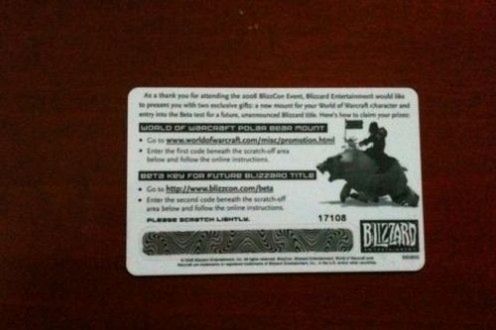 As a thank you for attending the 2008 BlizzCon Event, Blizzard Entertainment would like
to present you with two exclusive gifts: a new mount for your World of Warcraft character and
entry into the Beta test for a future, unannounced Blizzard title. Here's how to claim your prizes:
WORLD OF WARCRAFT POLAR BEAR MOUNT
• Go to www.worldofwarcraft.com/misc/promotion.html
• Enter the first code beneath the scratch-off area
below and follow the online instructions.
BETA KEY FOR FUTURE BLIZZARD TITLE
• Go to http://www.blizzcon.com/beta
• Enter the second code beneath the scratch-off
area below and follow the online instructions.
PLEASE SCRATCH LIGHTLY.
17108
BLIZZARD
ENTERTAINMENT